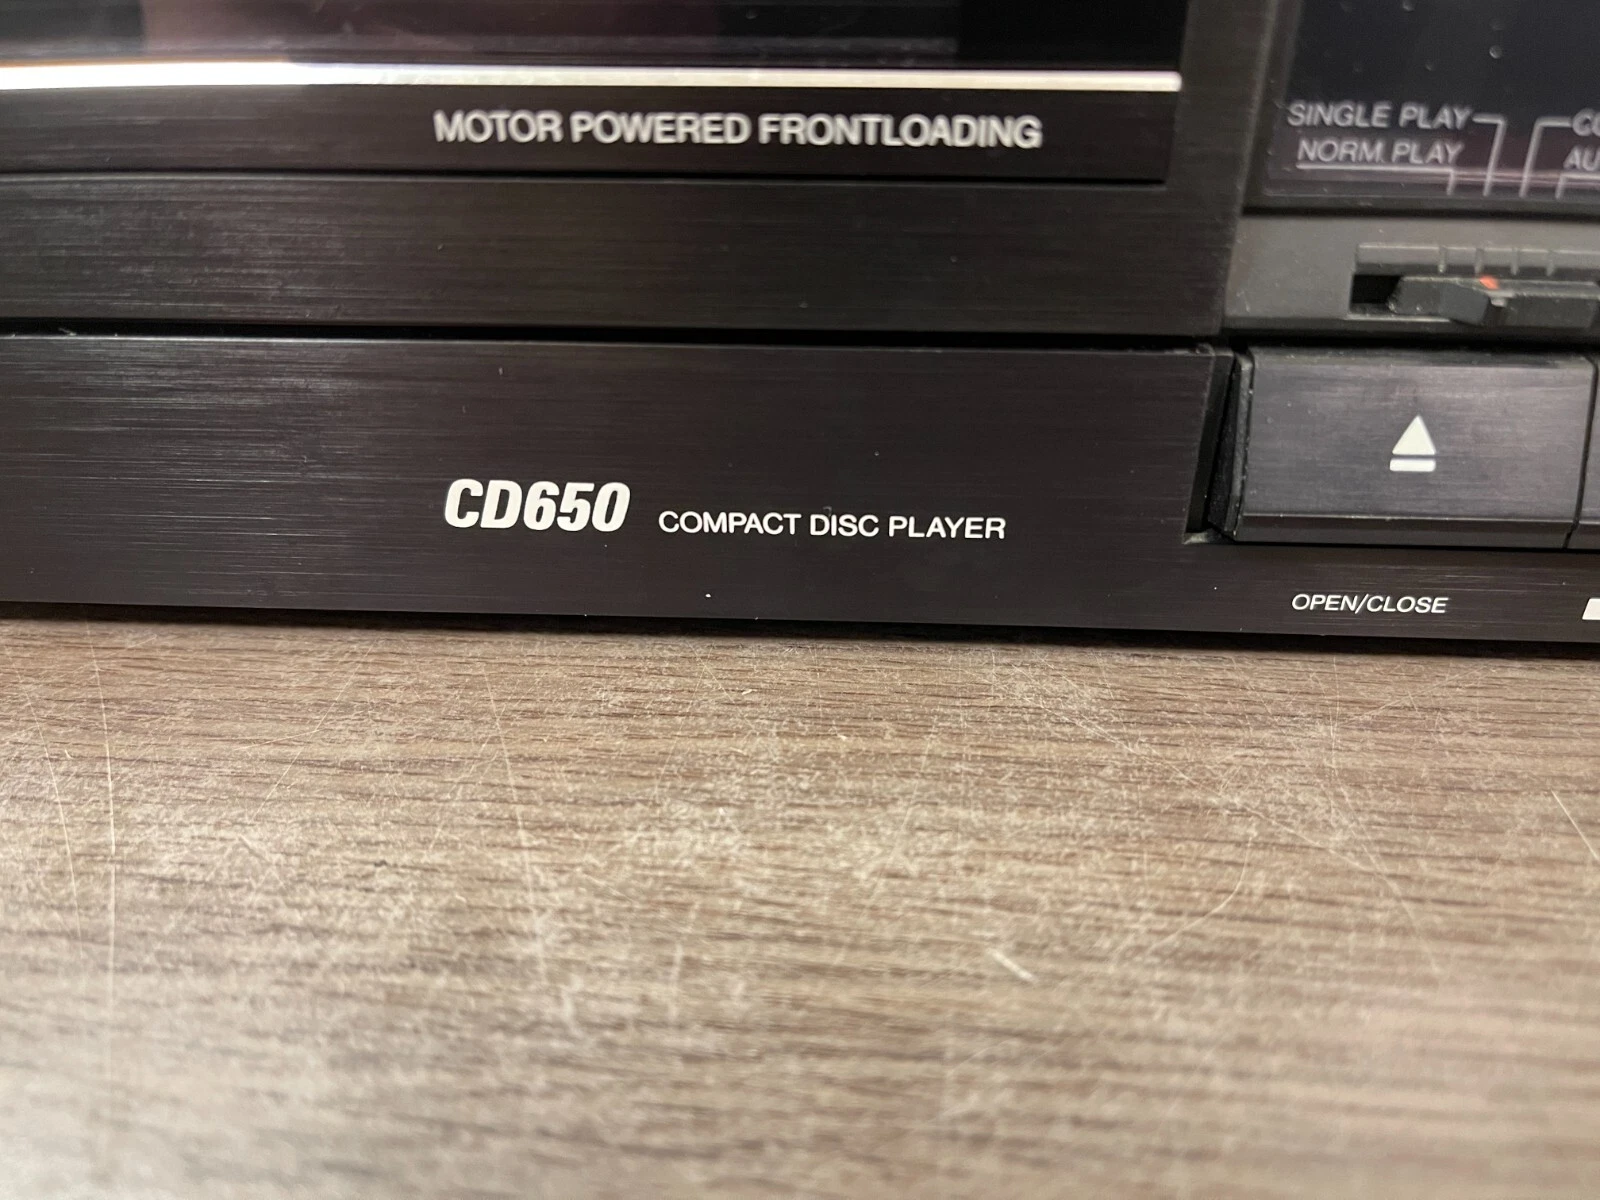 MOTOR POWERED FRONTLOADING
SINGLE PLAY
NORM. PLAY
CD650 COMPACT DISC PLAYER
OPEN/CLOSE